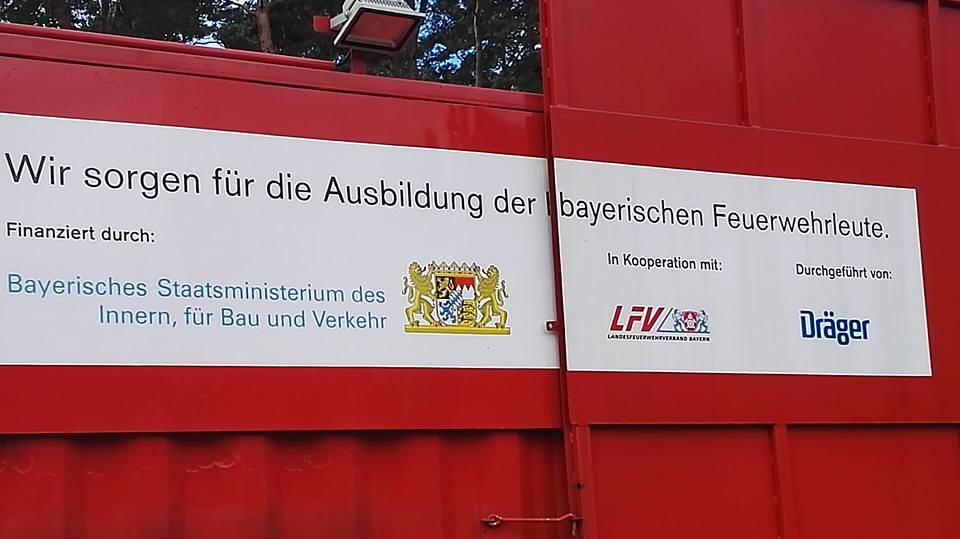 Wir sorgen für die Ausbildung der bayerischen Feuerwehrleute.
Finanziert durch:
Bayerisches Staatsministerium des
Innern, für Bau und Verkehr
In Kooperation mit:
LFV
LANDESFEUERWEHRVERBAND BAYERN
Durchgeführt von:
Dräger